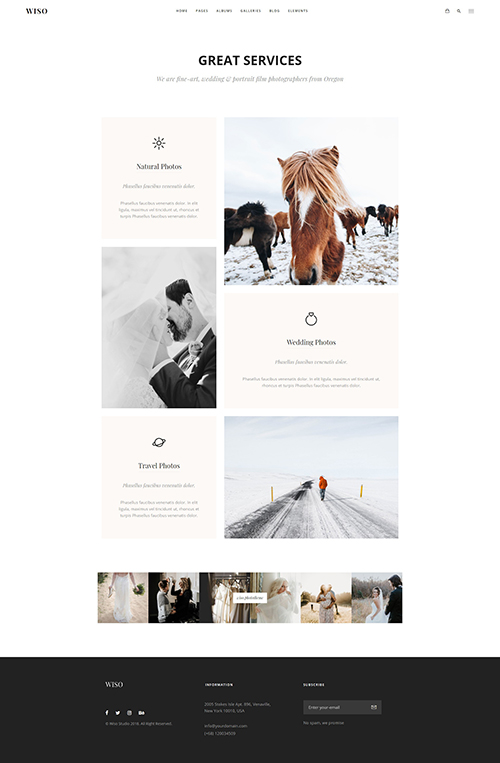 WISO
HOME PAGES ALBUMS GALLERIES BLOG ELEMENTS
GREAT SERVICES
We are fine-art, wedding & portrait film photographers from Oregon
Natural Photos
Phasellus faucibus venenatis dolor.
Phasellus faucibus venenatis dolor. In elit
ligula, maximus vel tincidunt at, rhoncus et
turpis Phasellus faucibus venenatis dolor.
Wedding Photos
Phasellus faucibus venenatis dolor.
Phasellus faucibus venenatis dolor. In elit ligula, maximus vel tincidunt at,
rhoncus et turpis Phasellus faucibus venenatis dolor
Travel Photos
Phasellus faucibus venenatis dolor.
Phasellus faucibus venenatis dolor. In elit
ligula, maximus vel tincidunt at, rhoncus et
turpis Phasellus faucibus venenatis dolor.
WISO
© Wiso Studio 2018. All Right Reserved.
INFORMATION
2005 Stokes Isle Apt. 896, Venaville,
New York 10018, USA
info@yourdomain.com
(+68) 120034509
SUBSCRIBE
Enter your email
No spam, we promise